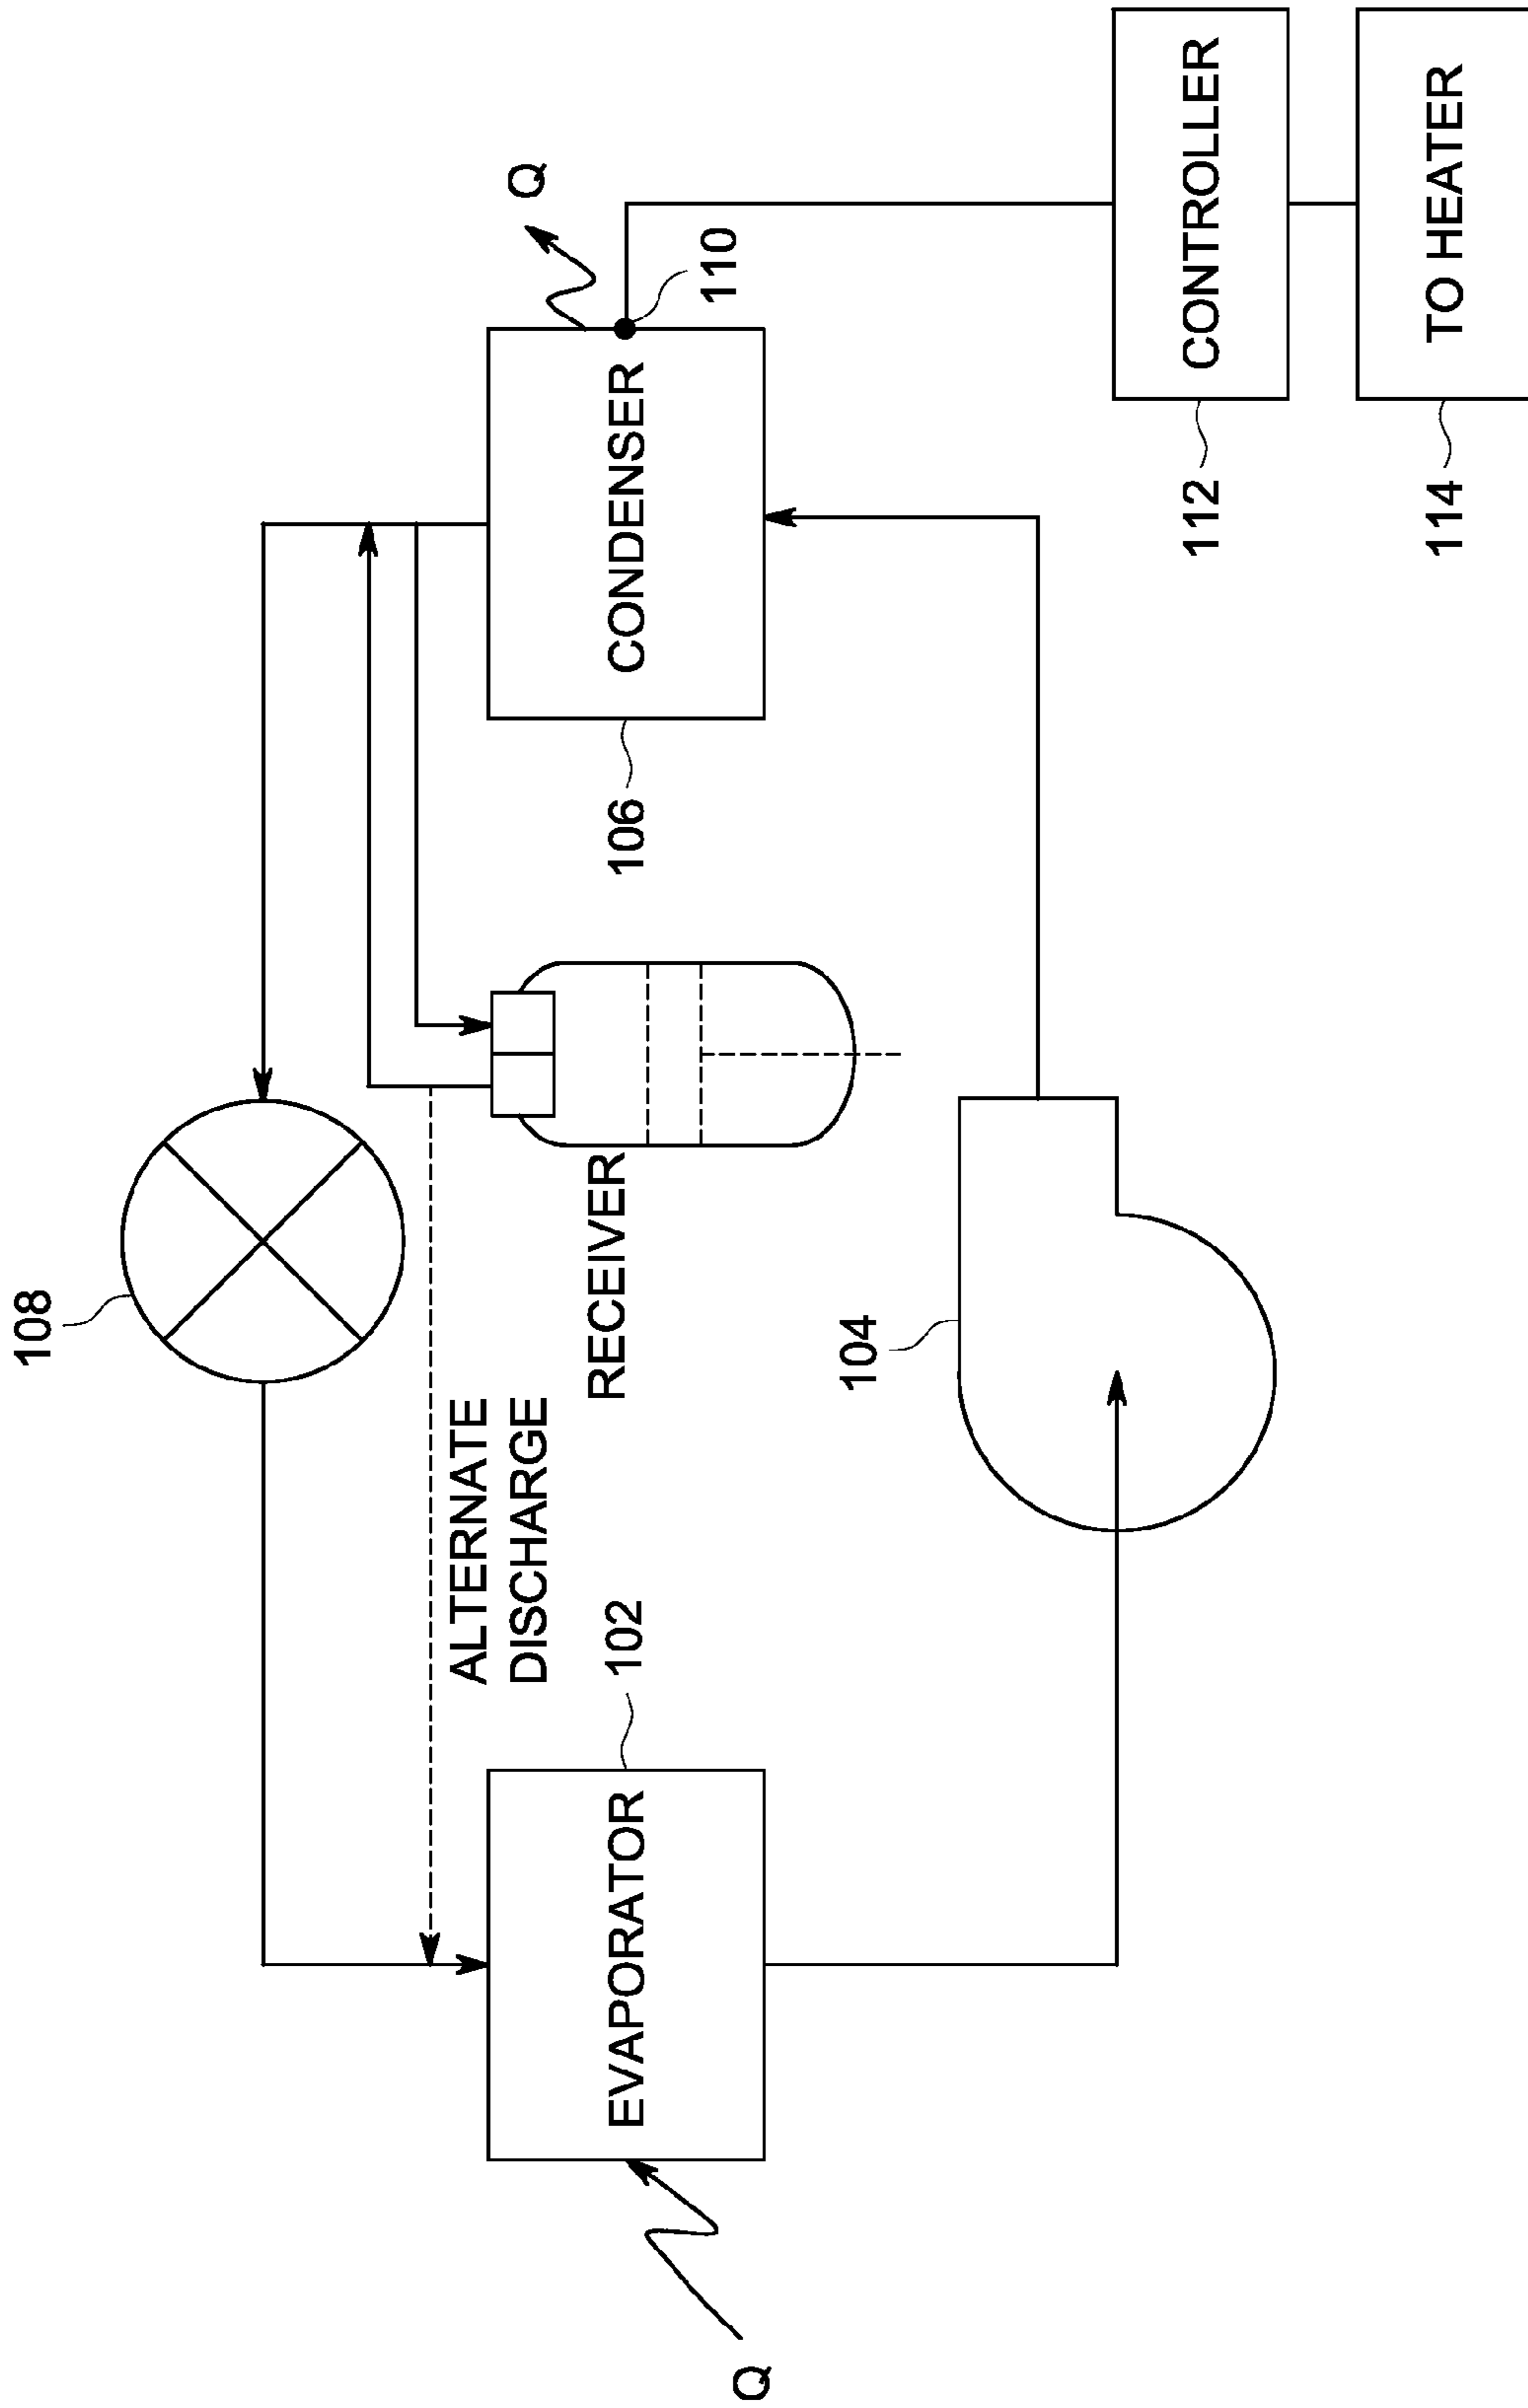 108
ALTERNATE
DISCHARGE
RECEIVER
Q
EVAPORATOR
102
104
106
CONDENSER
Q
110
112
CONTROLLER
114
TO HEATER